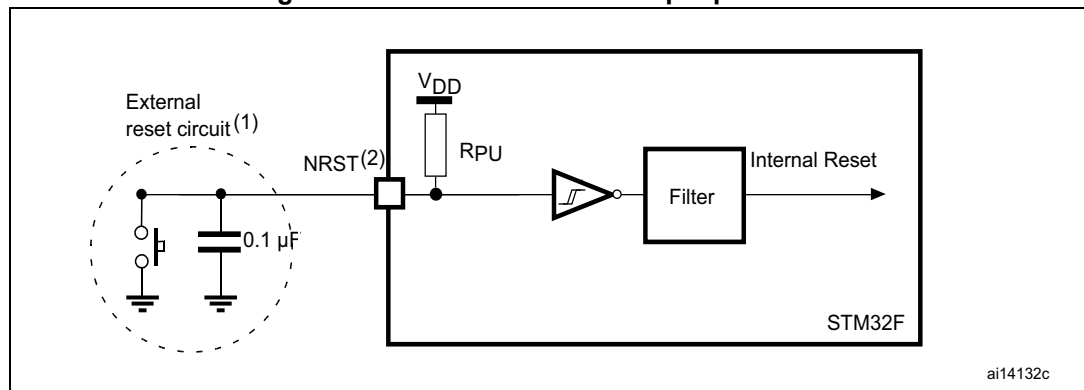 External
reset circuit(1)
NRST(2)
VDD
RPU
0.1 µF
Filter
Internal Reset
STM32F
ai14132c